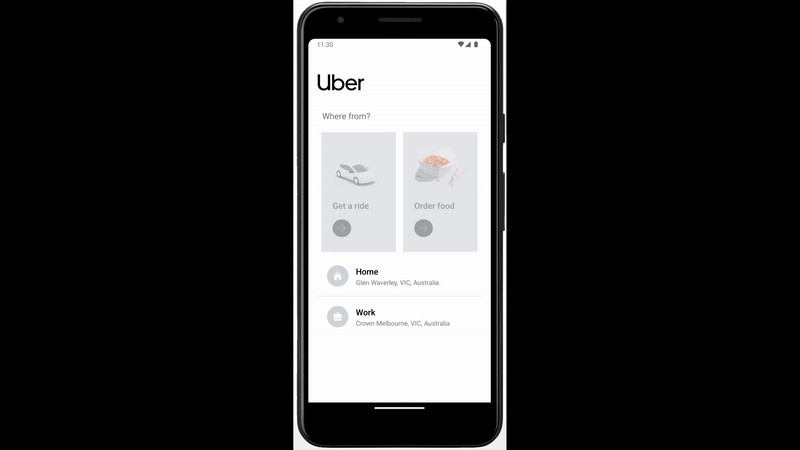 11:30
Uber
Where from?
Get a ride
Order food
Home
Glen Waverley, VIC, Australia
Work
Crown Melbourne, VIC, Australia